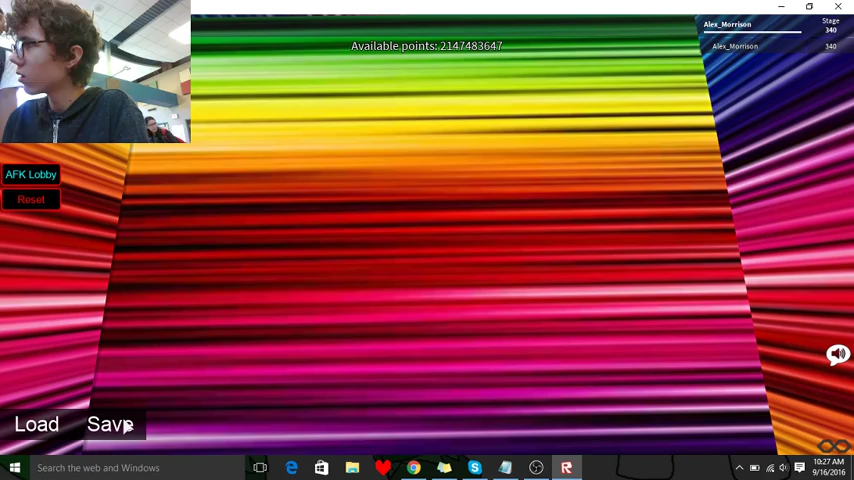 Alex_Morrison
Stage
340
Alex_Morrison 340
Available points: 2147483647
AFK Lobby
Reset
Load Save
Search the web and Windows
10:27 AM
9/16/2016